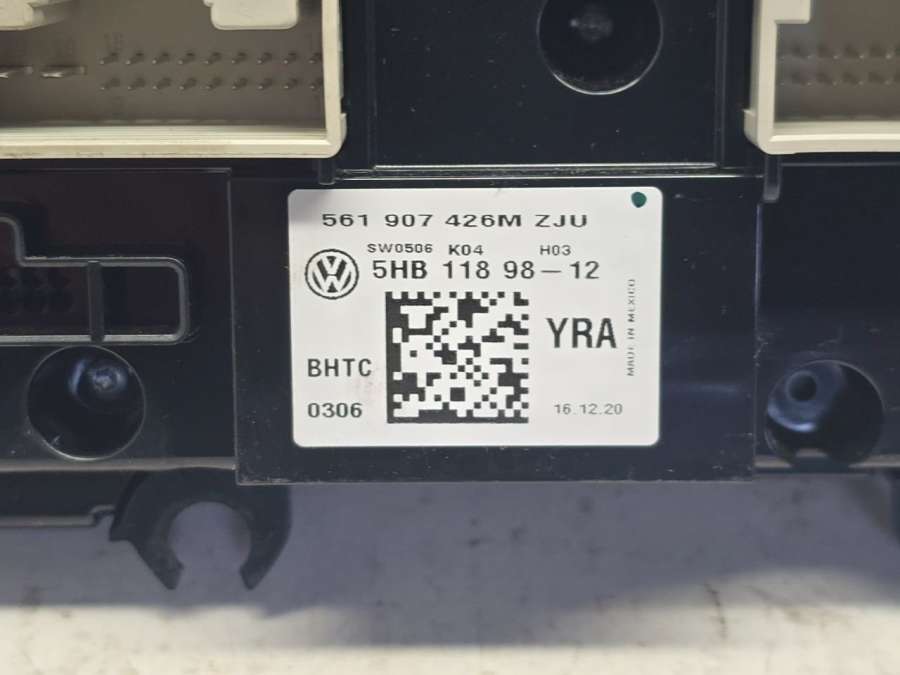 561 907 426M ZJU
SW0506 K04 H03
5HB 118 98-12
YRA
MADE IN MEXICO
BHTC
0306
16.12.20